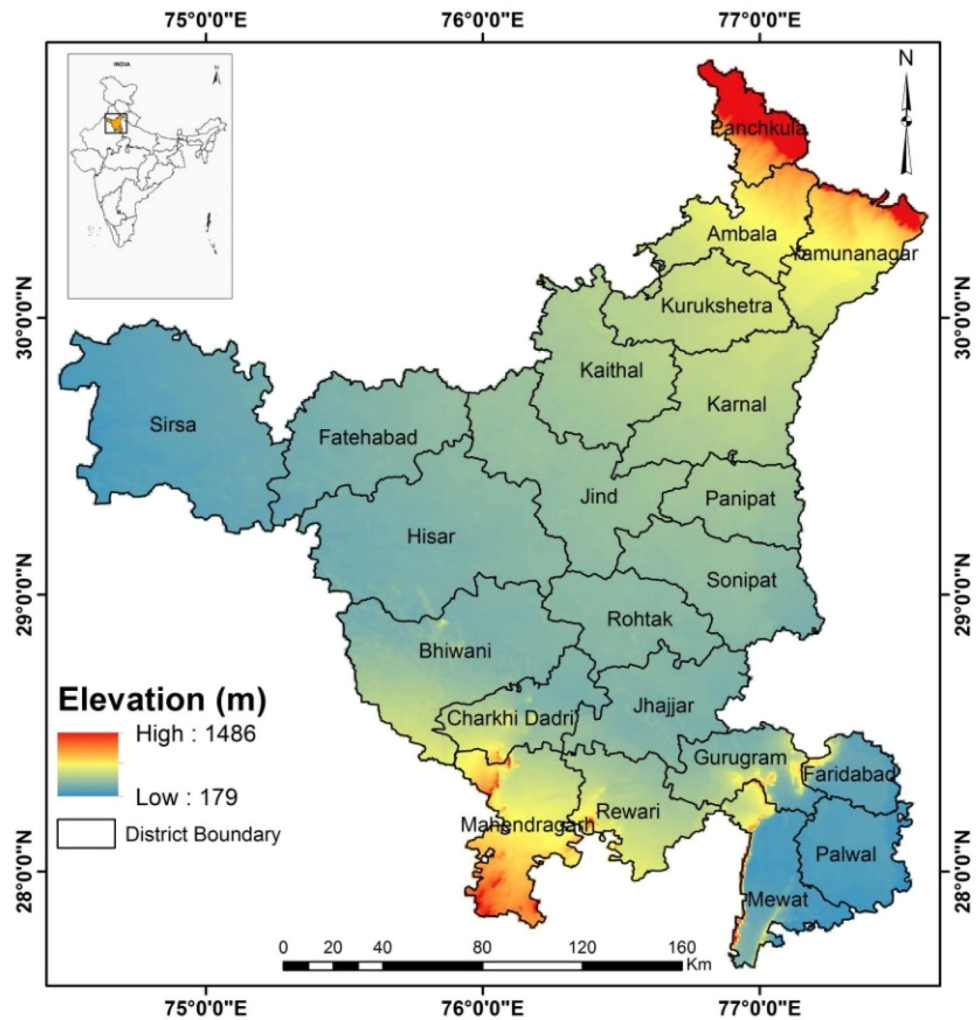 75°0'0"E 76°0'0"E 77°0'0"E
INDIA
N
N
Panchkula
Ambala
Yamunanagar
Kurukshetra
30°0'0"N 30°0'0"N
Kaithal
Karnal
Sirsa
Fatehabad
Jind
Panipat
Hisar
Sonipat
29°0'0"N 29°0'0"N
Rohtak
Bhiwani
Elevation (m)
High : 1486
Low : 179
District Boundary
Charkhi Dadri
Jhajjar
Gurugram
Faridabad
Mahendragarh
Rewari
Palwal
28°0'0"N 28°0'0"N
Mewat
0 20 40 80 120 160
Km
75°0'0"E 76°0'0"E 77°0'0"E